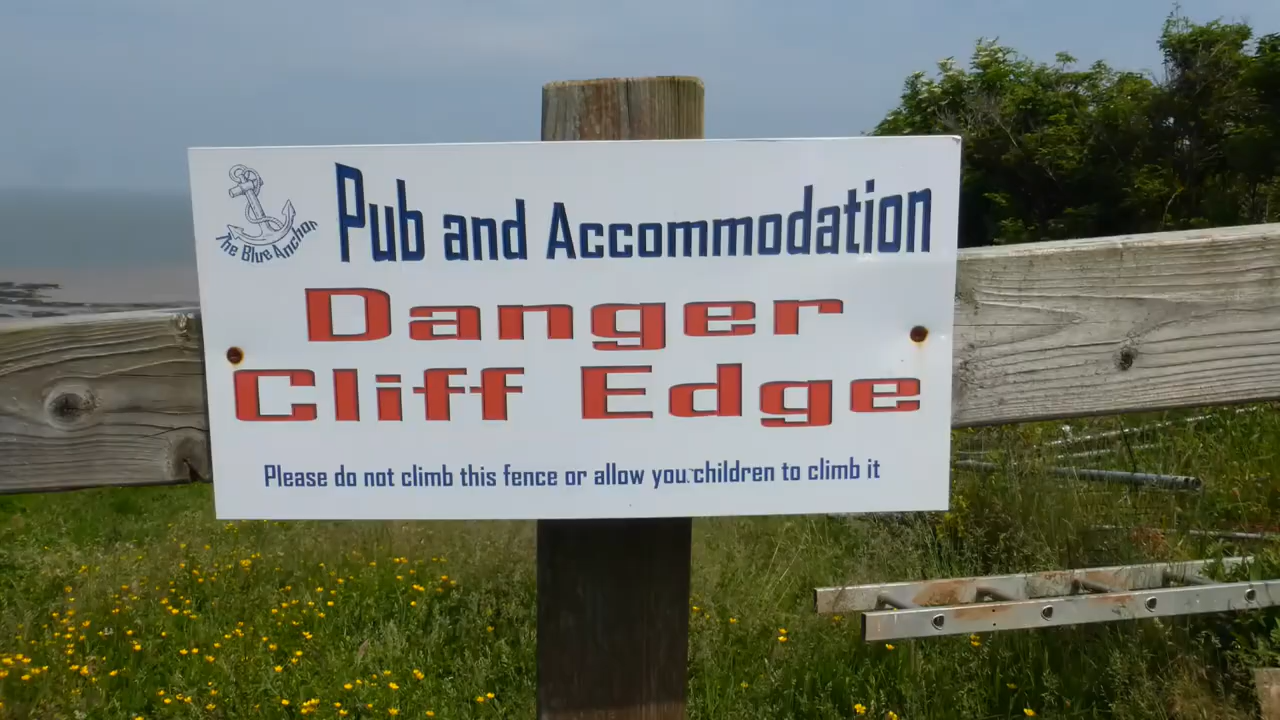 The Blue Anchor
Pub and Accommodation
Danger
Cliff Edge
Please do not climb this fence or allow you children to climb it